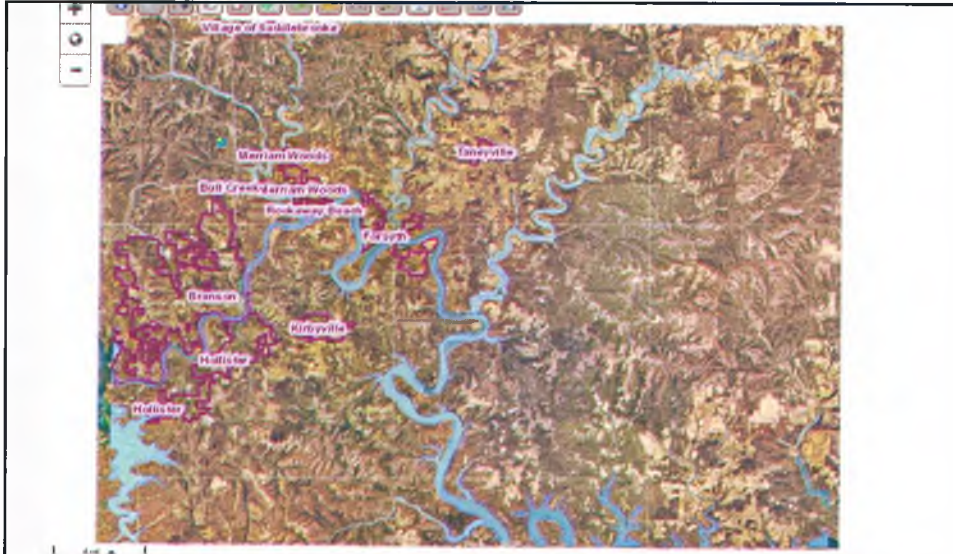 Village of Saddlebrooke
Merriam Woods
Taneyville
Bull Creek Merriam Woods
Rockaway Beach
Forsyth
Branson
Kirbyville
Hollister
Hollister